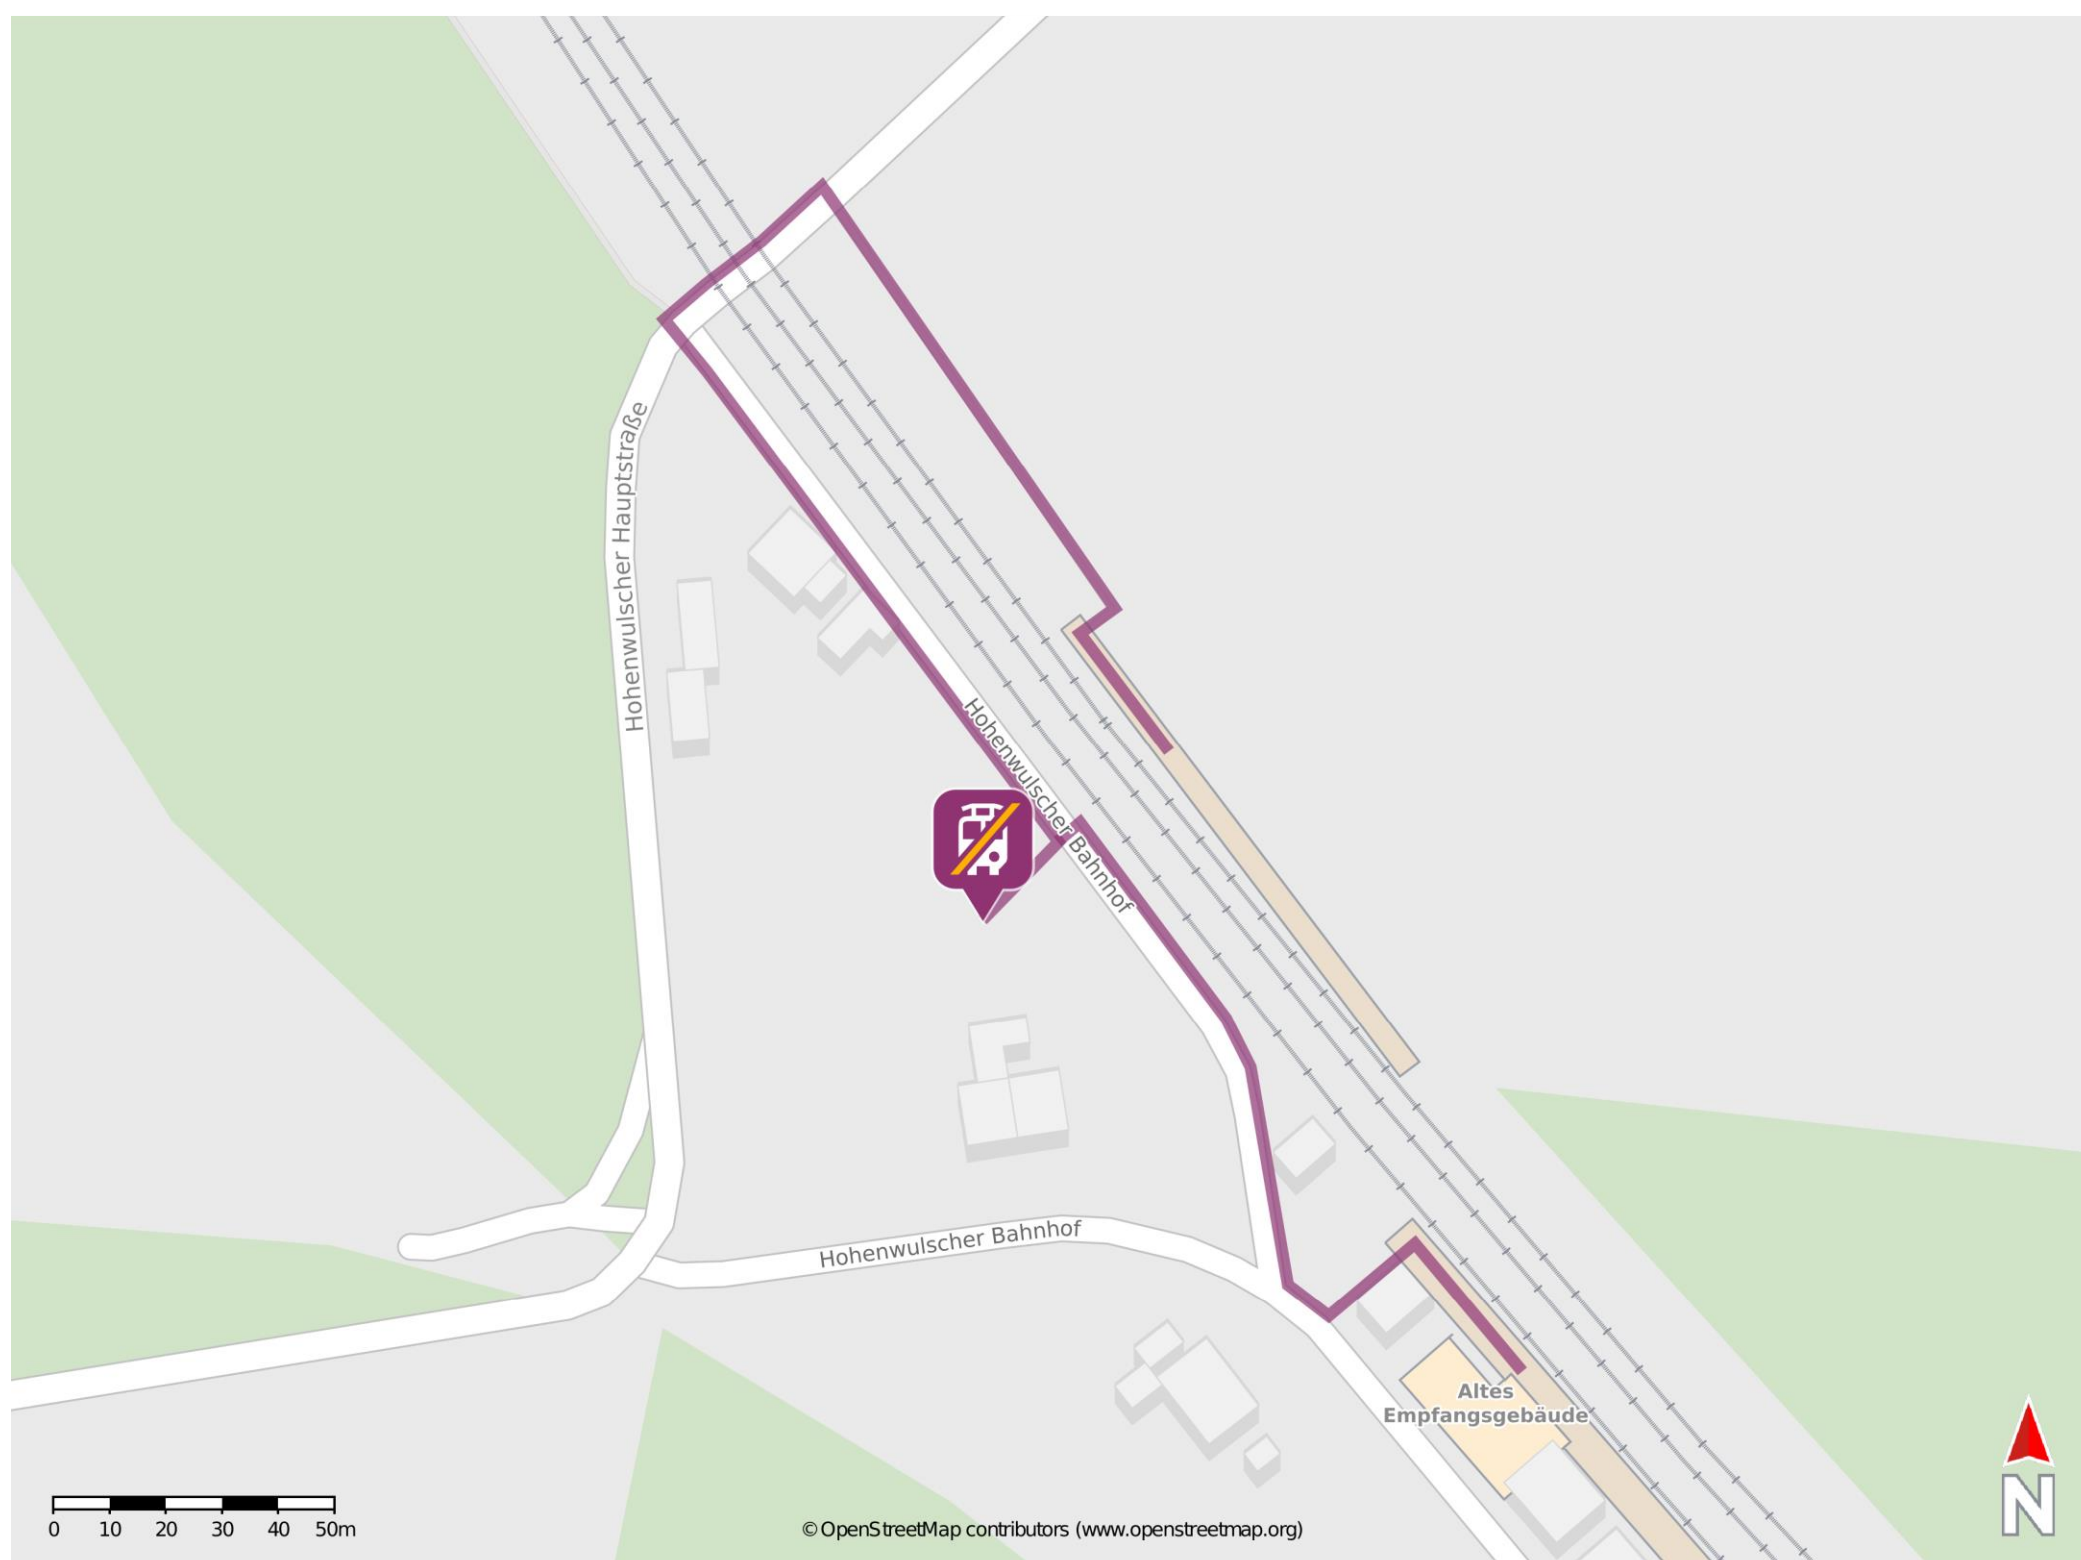 Hohenwulscher Hauptstraße
Hohenwulscher Bahnhof
Hohenwulscher Bahnhof
Altes
Empfangsgebäude
0 10 20 30 40 50m
© OpenStreetMap contributors (www.openstreetmap.org)
N